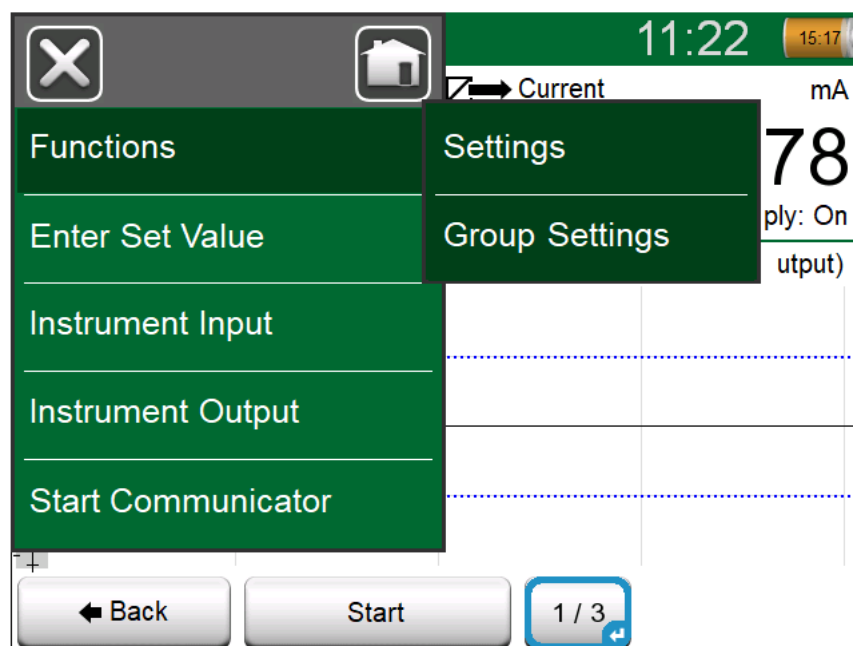 11:22
15:17
Current mA
Functions
Settings
78
Enter Set Value
Group Settings
ply: On
utput)
Instrument Input
Instrument Output
Start Communicator
Back
Start
1 / 3